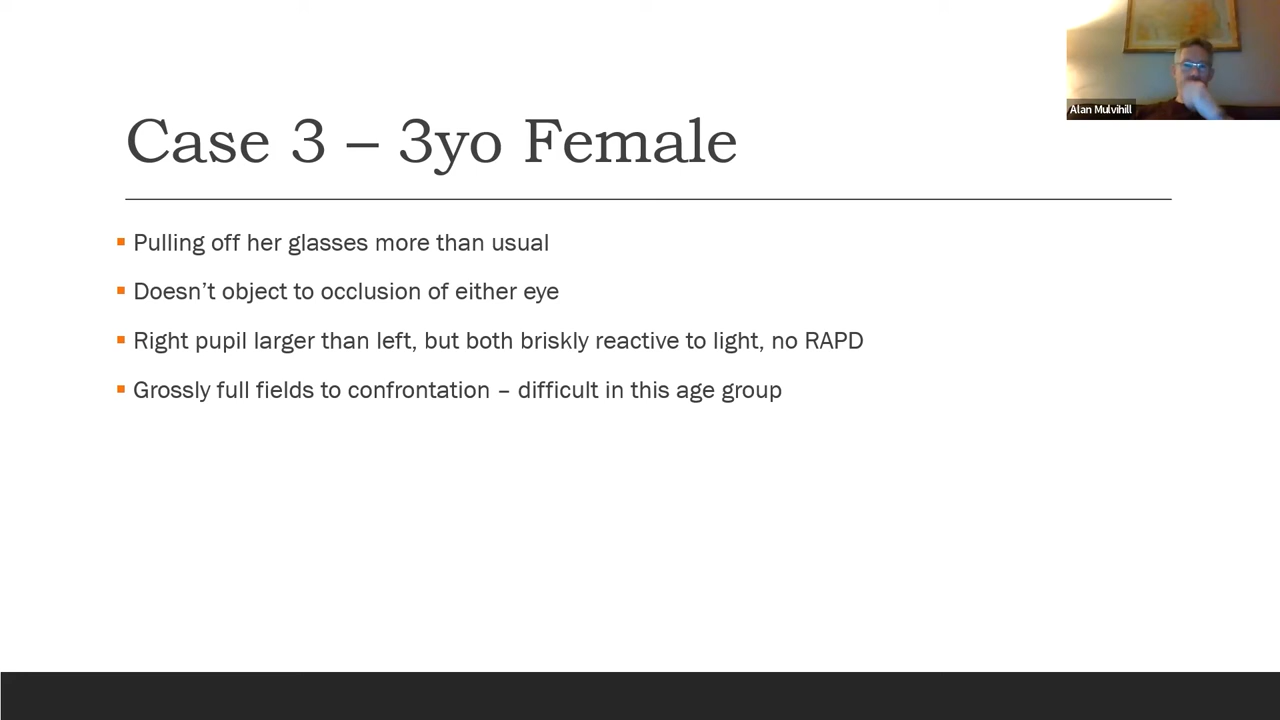 Alan Mulvihill
Case 3 – 3yo Female
Pulling off her glasses more than usual
Doesn’t object to occlusion of either eye
Right pupil larger than left, but both briskly reactive to light, no RAPD
Grossly full fields to confrontation – difficult in this age group